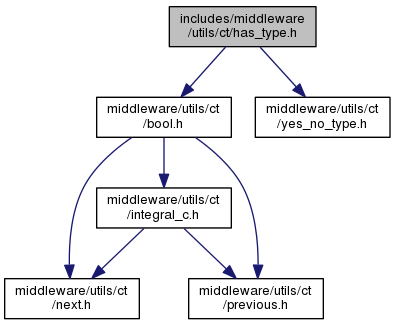 includes/middleware
/utils/ct/has_type.h
middleware/utils/ct
/bool.h
middleware/utils/ct
/yes_no_type.h
middleware/utils/ct
/integral_c.h
middleware/utils/ct
/next.h
middleware/utils/ct
/previous.h